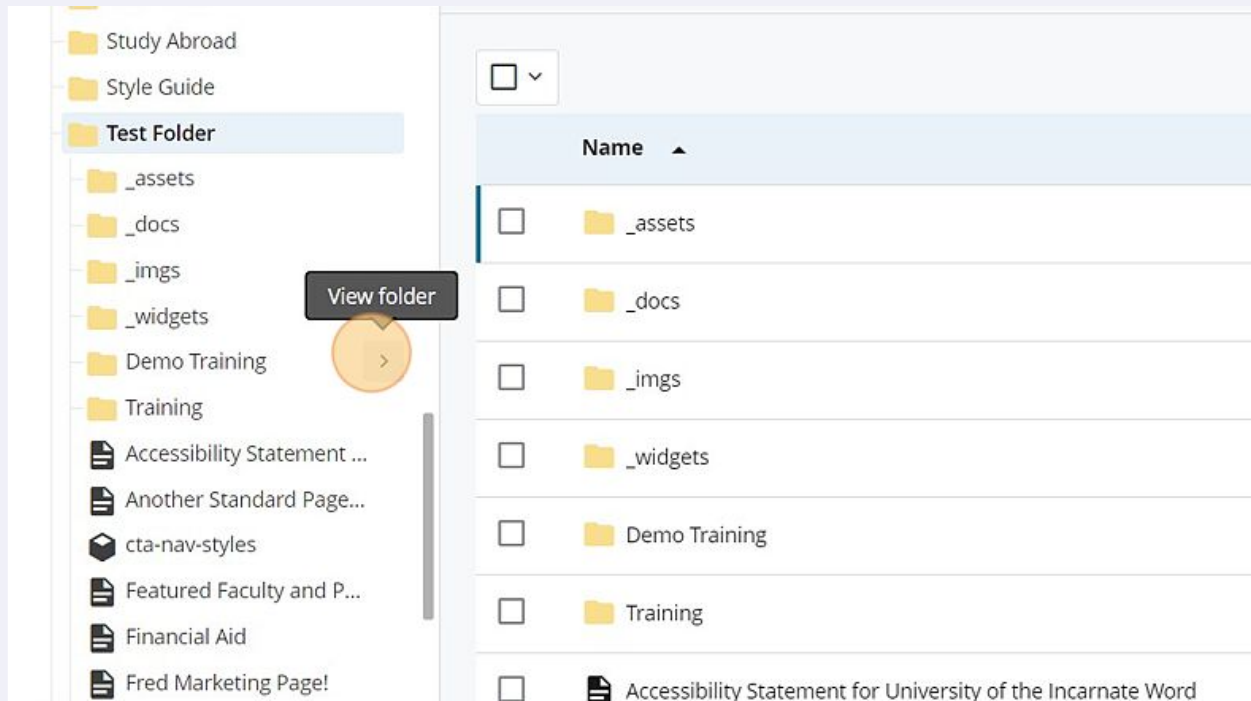 Study Abroad
Style Guide
Test Folder
_assets
_docs
_imgs
View folder
_widgets
Demo Training
Training
Accessibility Statement ...
Another Standard Page...
cta-nav-styles
Featured Faculty and P...
Financial Aid
Fred Marketing Page!
Name
_assets
_docs
_imgs
_widgets
Demo Training
Training
Accessibility Statement for University of the Incarnate Word